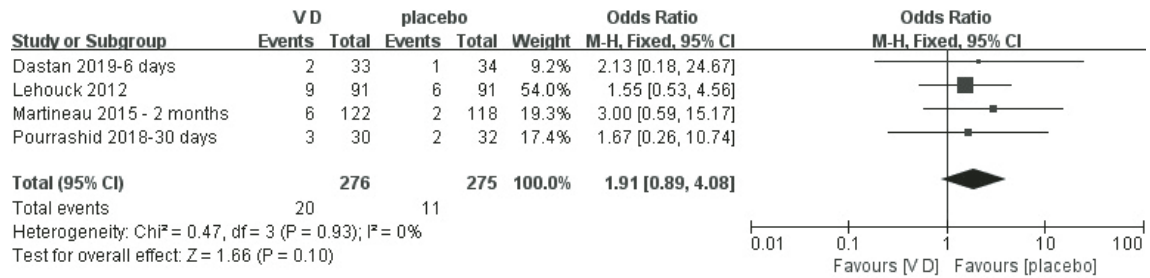 V D placebo Odds Ratio Odds Ratio
Study or Subgroup Events Total Events Total Weight M-H, Fixed, 95% CI M-H, Fixed, 95% CI
Dastan 2019-6 days 2 33 1 34 9.2% 2.13 [0.18, 24.67]
Lehouck 2012 9 91 6 91 54.0% 1.55 [0.53, 4.56]
Martineau 2015 - 2 months 6 122 2 118 19.3% 3.00 [0.59, 15.17]
Pourrashid 2018-30 days 3 30 2 32 17.4% 1.67 [0.26, 10.74]
Total (95% CI) 276 275 100.0% 1.91 [0.89, 4.08]
Total events 20 11
Heterogeneity: Chi² = 0.47, df = 3 (P = 0.93); I² = 0%
Test for overall effect: Z = 1.66 (P = 0.10)
0.01 0.1 1 10 100
Favours [V D] Favours [placebo]